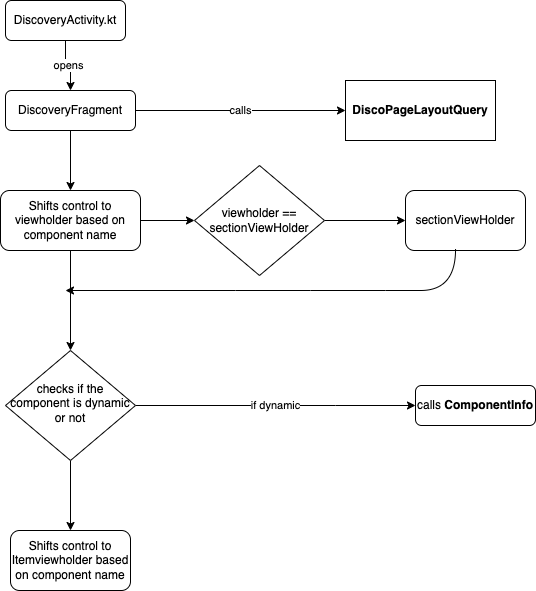 DiscoveryActivity.kt
opens
DiscoveryFragment
calls
DiscoPageLayoutQuery
Shifts control to
viewholder based on
component name
viewholder ==
sectionViewHolder
sectionViewHolder
checks if the
component is dynamic
or not
if dynamic
calls ComponentInfo
Shifts control to
Itemviewholder based
on component name